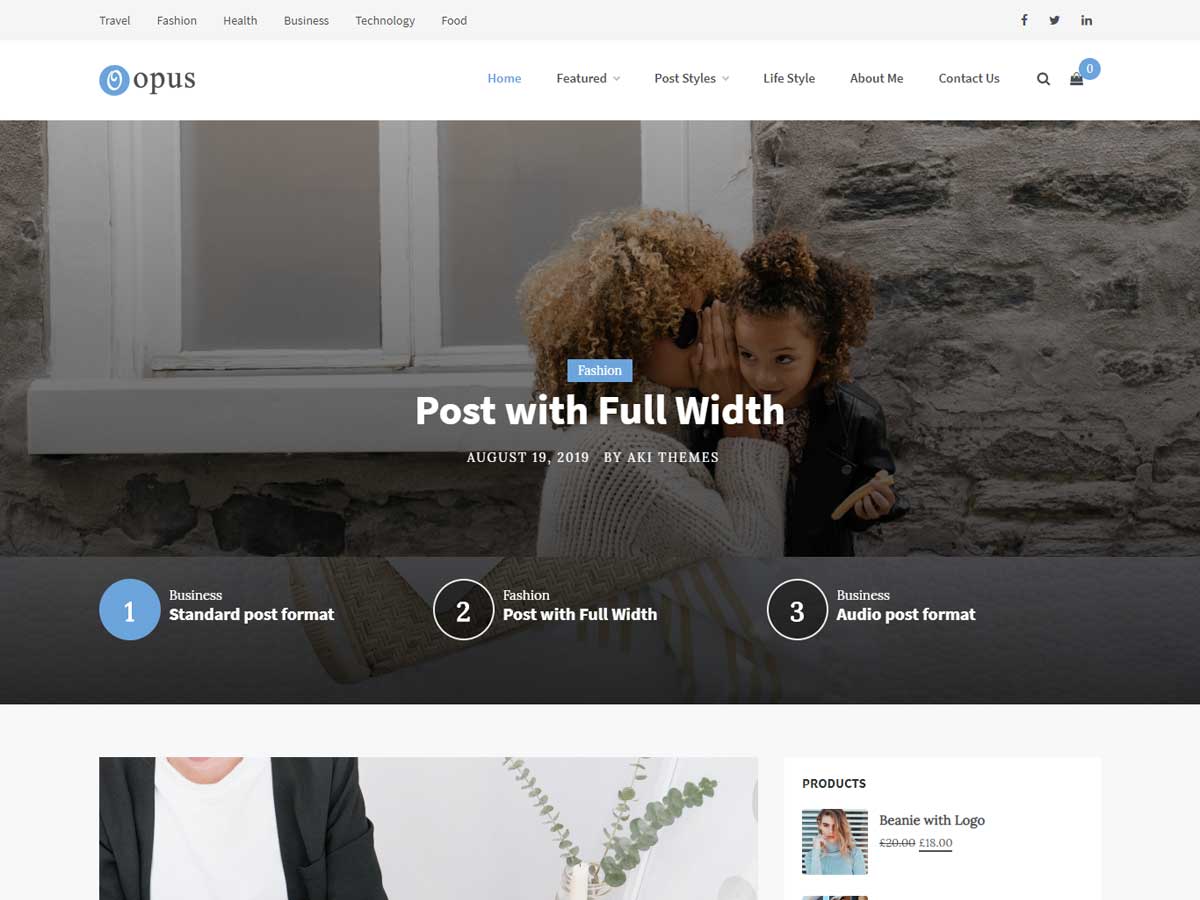 Travel Fashion Health Business Technology Food
opus
Home Featured Post Styles Life Style About Me Contact Us
0
Fashion
Post with Full Width
AUGUST 19, 2019 BY AKI THEMES
1
Business
Standard post format
2
Fashion
Post with Full Width
3
Business
Audio post format
PRODUCTS
Beanie with Logo
£20.00 £18.00